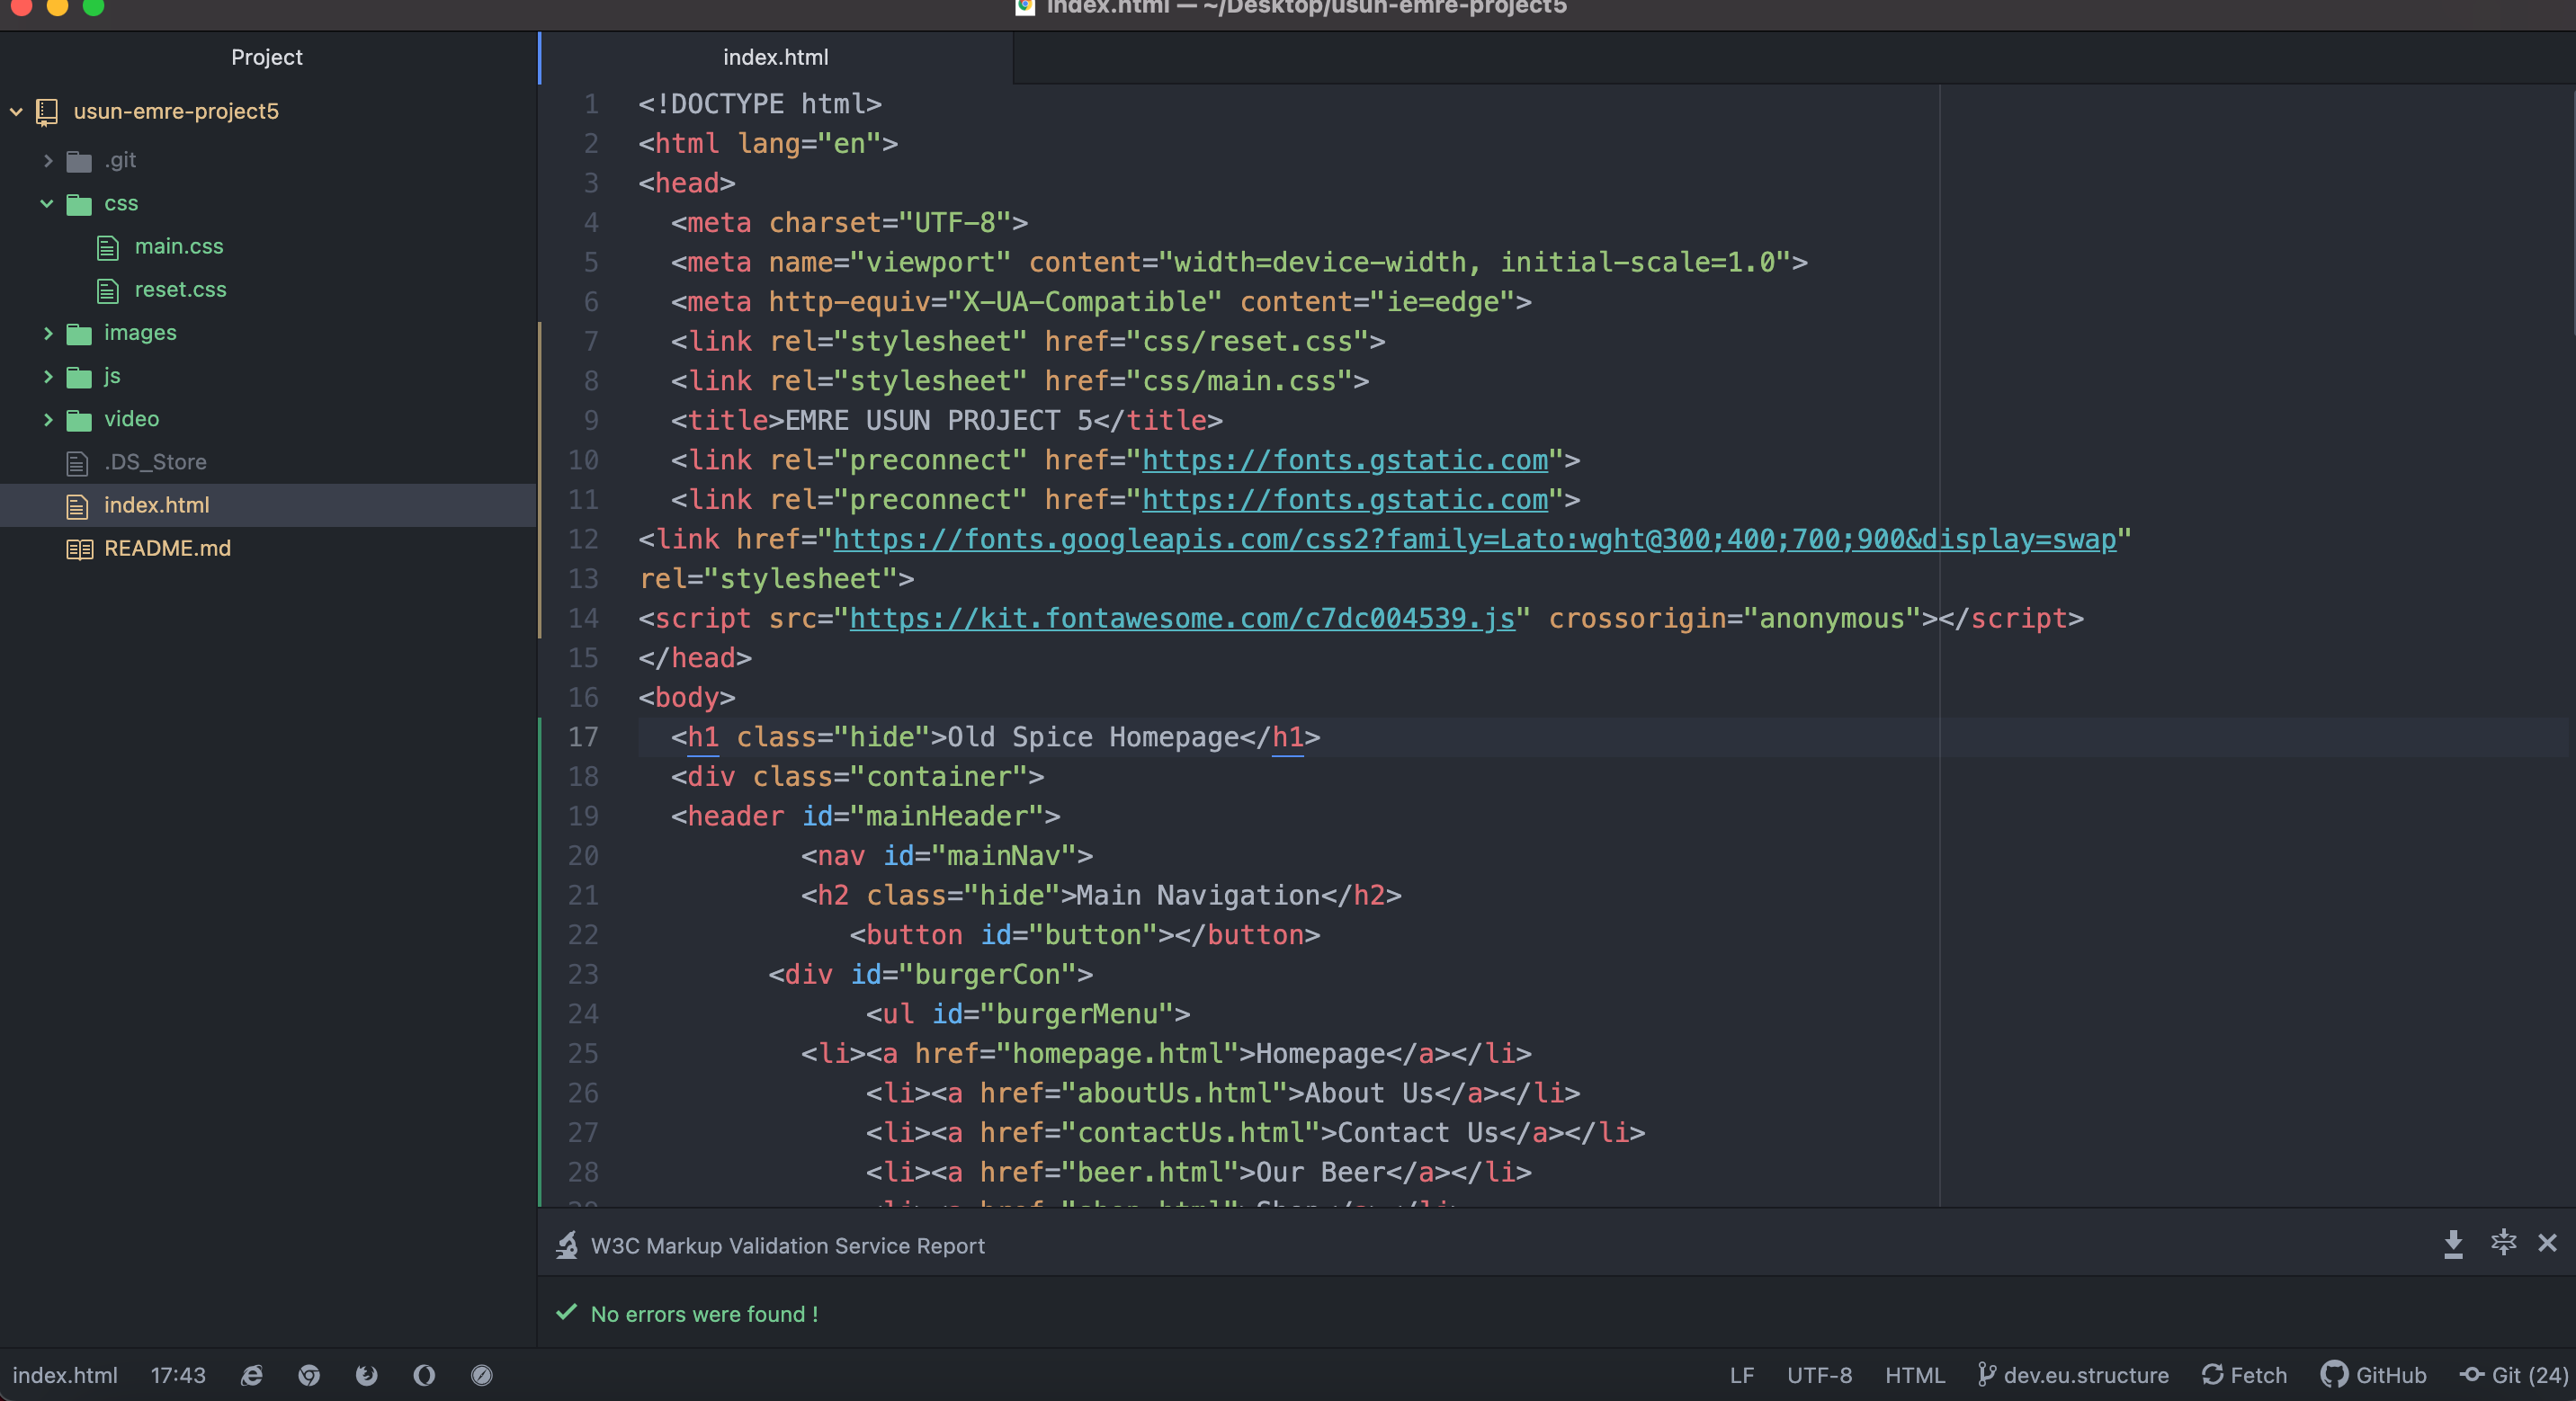 index.html — ~/Desktop/usun-emre-project5
Project
usun-emre-project5
.git
css
main.css
reset.css
images
js
video
.DS_Store
index.html
README.md
index.html
1 <!DOCTYPE html>
2 <html lang="en">
3 <head>
4 <meta charset="UTF-8">
5 <meta name="viewport" content="width=device-width, initial-scale=1.0">
6 <meta http-equiv="X-UA-Compatible" content="ie=edge">
7 <link rel="stylesheet" href="css/reset.css">
8 <link rel="stylesheet" href="css/main.css">
9 <title>EMRE USUN PROJECT 5</title>
10 <link rel="preconnect" href="https://fonts.gstatic.com">
11 <link rel="preconnect" href="https://fonts.gstatic.com">
12 <link href="https://fonts.googleapis.com/css2?family=Lato:wght@300;400;700;900&display=swap"
13 rel="stylesheet">
14 <script src="https://kit.fontawesome.com/c7dc004539.js" crossorigin="anonymous"></script>
15 </head>
16 <body>
17 <h1 class="hide">Old Spice Homepage</h1>
18 <div class="container">
19 <header id="mainHeader">
20 <nav id="mainNav">
21 <h2 class="hide">Main Navigation</h2>
22 <button id="button"></button>
23 <div id="burgerCon">
24 <ul id="burgerMenu">
25 <li><a href="homepage.html">Homepage</a></li>
26 <li><a href="aboutUs.html">About Us</a></li>
27 <li><a href="contactUs.html">Contact Us</a></li>
28 <li><a href="beer.html">Our Beer</a></li>
29 <li><a href="shop.html">Shop</a></li>
W3C Markup Validation Service Report
No errors were found !
index.html 17:43 LF UTF-8 HTML dev.eu.structure Fetch GitHub Git (24)